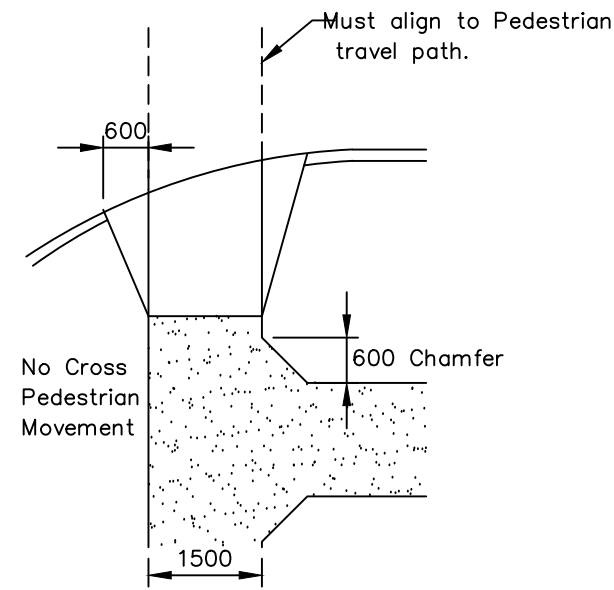 Must align to Pedestrian
travel path.
600
600 Chamfer
No Cross
Pedestrian
Movement
1500